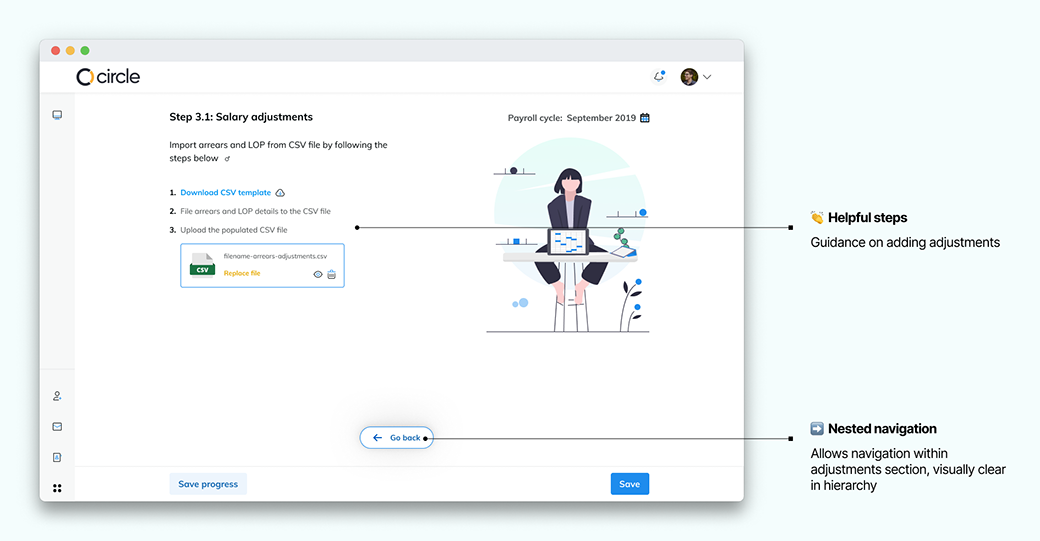 circle
Step 3.1: Salary adjustments
Payroll cycle: September 2019
Import arrears and LOP from CSV file by following the
steps below
1. Download CSV template
2. File arrears and LOP details to the CSV file
3. Upload the populated CSV file
CSV
filename-arrears-adjustments.csv
Replace file
Go back
Save progress
Save
Helpful steps
Guidance on adding adjustments
Nested navigation
Allows navigation within
adjustments section, visually clear
in hierarchy